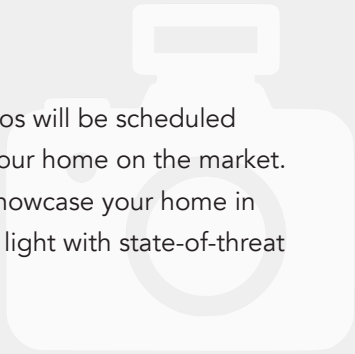 os will be scheduled
our home on the market.
howcase your home in
light with state-of-threat